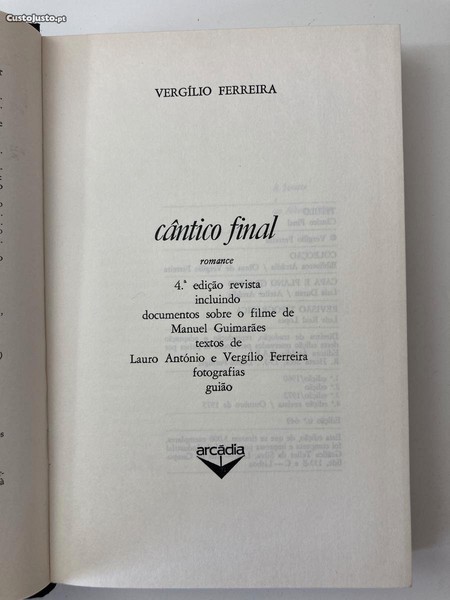 CustoJusto.pt
VERGÍLIO FERREIRA
cântico final
romance
4.ª edição revista
incluindo
documentos sobre o filme de
Manuel Guimarães
textos de
Lauro António e Vergílio Ferreira
fotografias
guião
arcádia